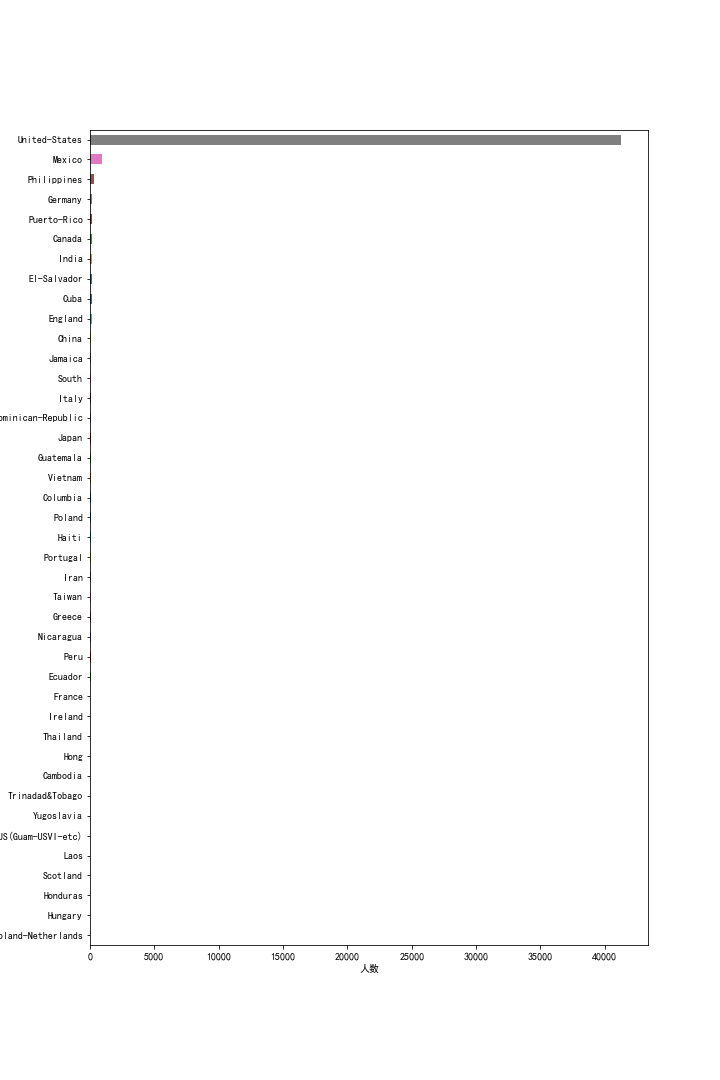 United-States
Mexico
Philippines
Germany
Puerto-Rico
Canada
India
El-Salvador
Cuba
England
China
Jamaica
South
Italy
ominican-Republic
Japan
Guatemala
Vietnam
Columbia
Poland
Haiti
Portugal
Iran
Taiwan
Greece
Nicaragua
Peru
Ecuador
France
Ireland
Thailand
Hong
Cambodia
Trinadad&Tobago
Yugoslavia
US(Guam-USVI-etc)
Laos
Scotland
Honduras
Hungary
oland-Netherlands
0 5000 10000 15000 20000 25000 30000 35000 40000
人数